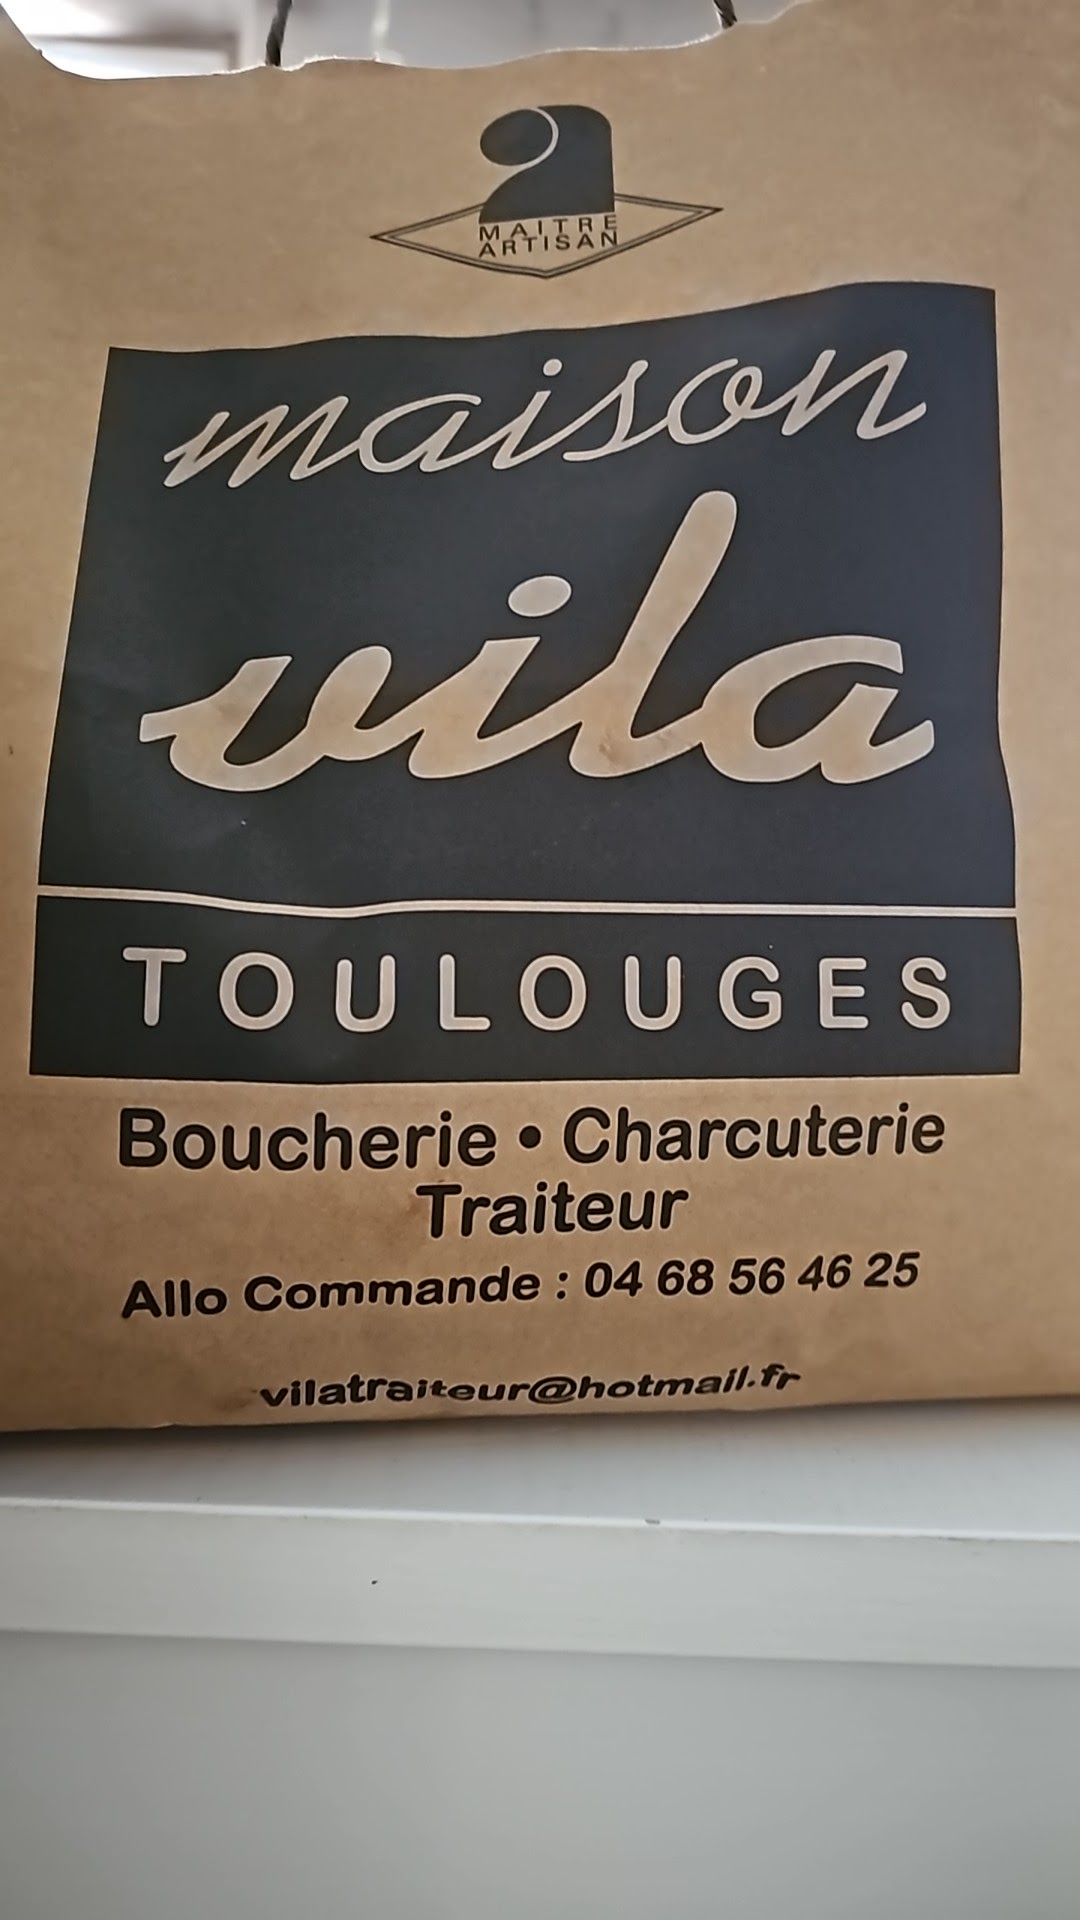 MAITRE
ARTISAN
maison
vila
TOULOUGES
Boucherie • Charcuterie
Traiteur
Allo Commande : 04 68 56 46 25
vilatraiteur@hotmail.fr